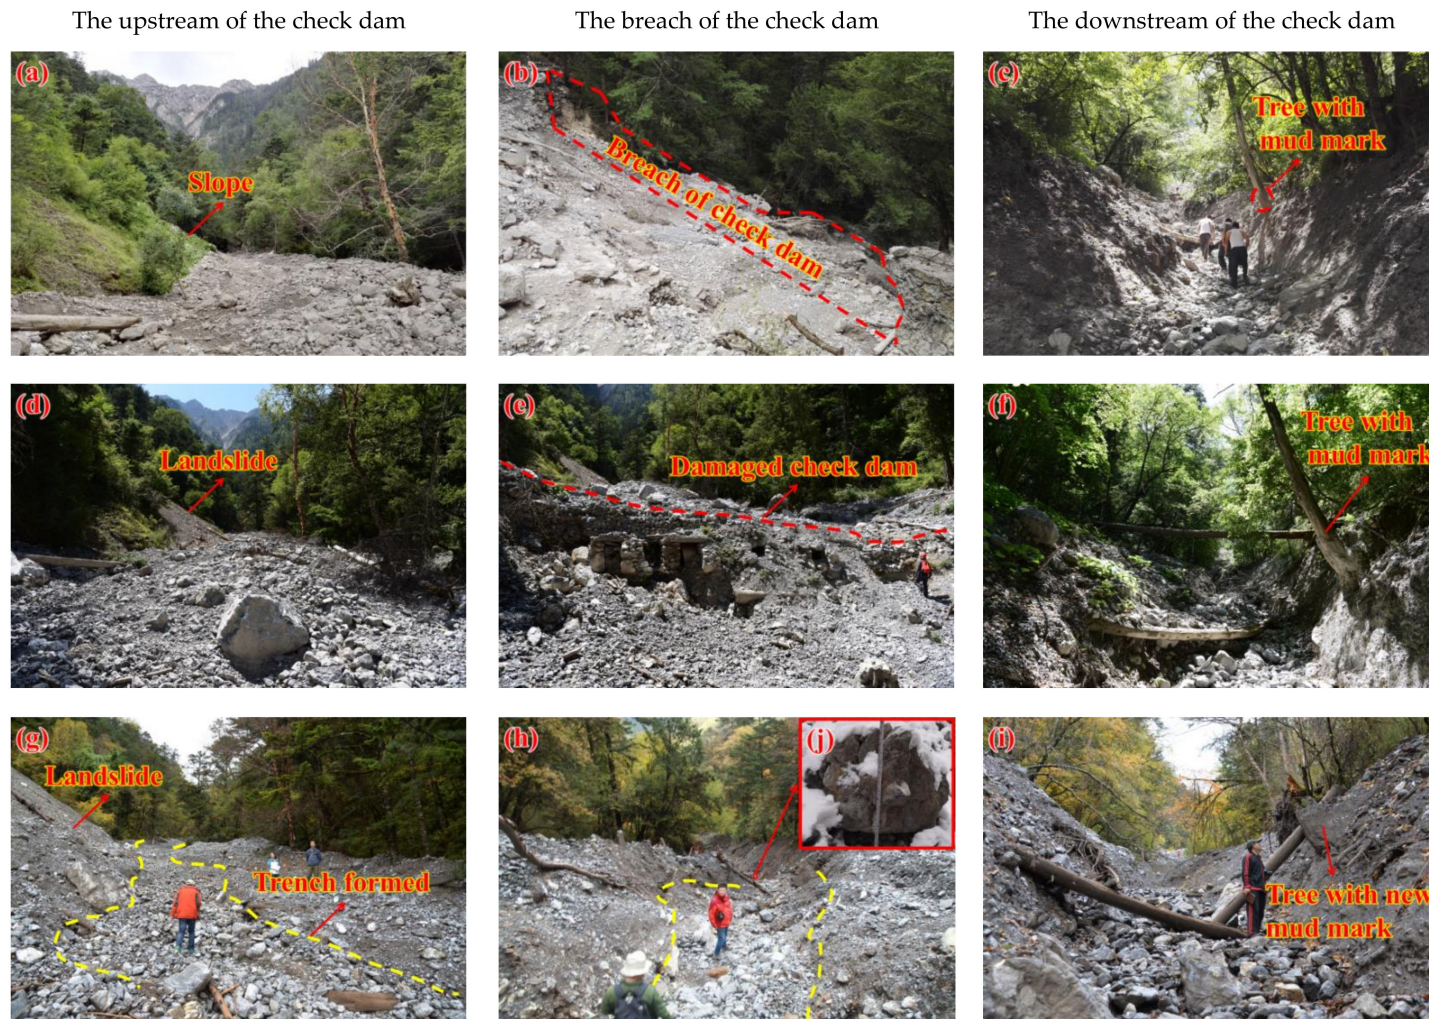 The upstream of the check dam
The breach of the check dam
The downstream of the check dam
(a)
Slope
(b)
Breach of check dam
(c)
Tree with
mud mark
(d)
Landslide
(e)
Damaged check dam
(f)
Tree with
mud mark
(g)
Landslide
Trench formed
(h)
(j)
(i)
Tree with new
mud mark